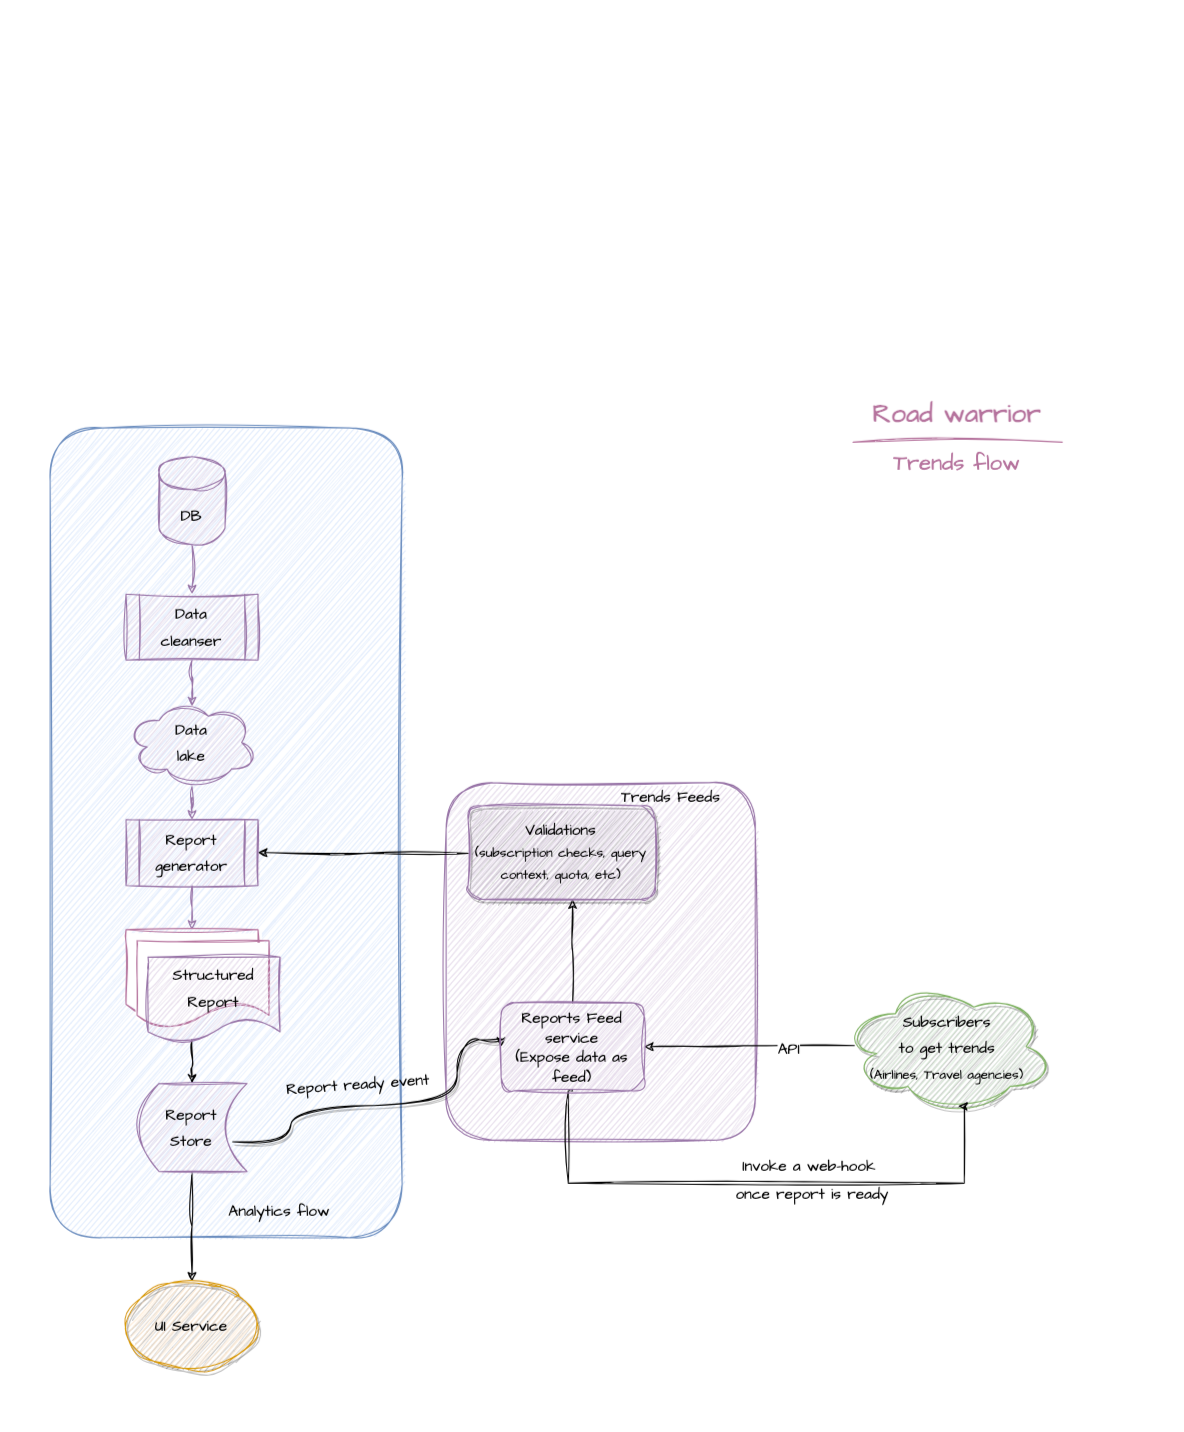 Road warrior
Trends flow
DB
Data
cleanser
Data
lake
Report
generator
Structured
Report
Report
Store
Report ready event
Analytics flow
UI Service
Trends Feeds
Validations
(subscription checks, query
context, quota, etc)
Reports Feed
service
(Expose data as
feed)
API
Subscribers
to get trends
(Airlines, Travel agencies)
Invoke a web-hook
once report is ready